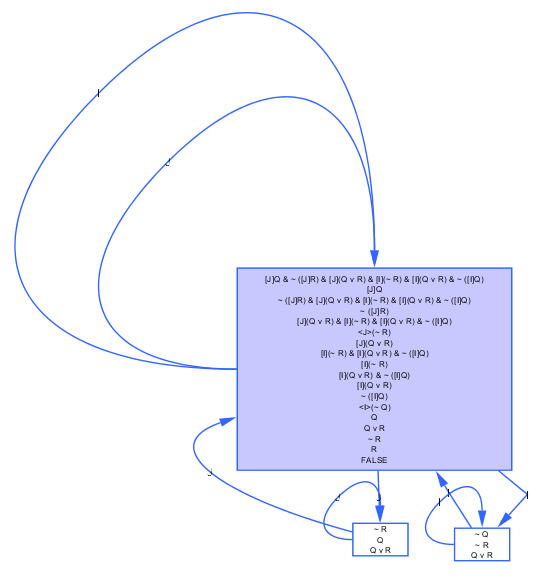 I
J
[J]Q & ~ ([J]R) & [J](Q v R) & [I](~ R) & [I](Q v R) & ~ ([I]Q)
[J]Q
~ ([J]R) & [J](Q v R) & [I](~ R) & [I](Q v R) & ~ ([I]Q)
~ ([J]R)
[J](Q v R) & [I](~ R) & [I](Q v R) & ~ ([I]Q)
<J>(~ R)
[J](Q v R)
[I](~ R) & [I](Q v R) & ~ ([I]Q)
[I](~ R)
[I](Q v R) & ~ ([I]Q)
[I](Q v R)
~ ([I]Q)
<I>(~ Q)
Q
Q v R
~ R
R
FALSE
J
J
J
I
I
I
~ R
Q
Q v R
~ Q
~ R
Q v R